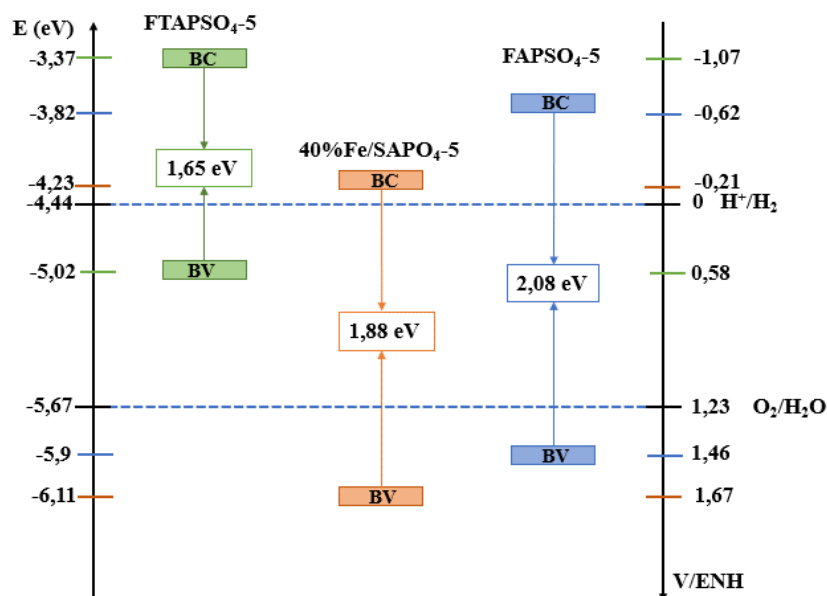 E (eV)
FTAPSO₄-5
-3,37
BC
-1,07
FAPSO₄-5
-3,82
BC
-0,62
1,65 eV
40%Fe/SAPO₄-5
-4,23
BC
-0,21
-4,44
0 H⁺/H₂
-5,02
BV
0,58
2,08 eV
1,88 eV
-5,67
1,23 O₂/H₂O
-5,9
BV
1,46
-6,11
BV
1,67
V/ENH